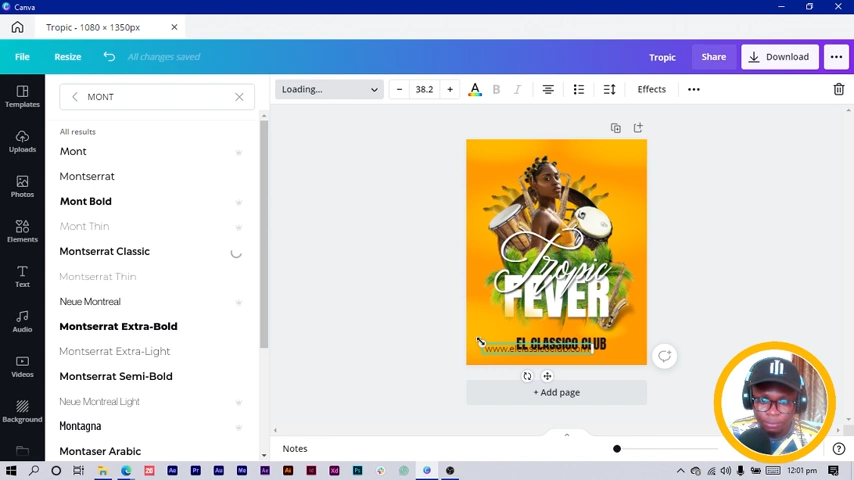 Canva
Tropic - 1080 × 1350px
File
Resize
All changes saved
Tropic
Share
Download
Loading...
38.2
A
B
I
Effects
Templates
Uploads
Photos
Elements
Text
Audio
Videos
Background
MONT
All results
Mont
Montserrat
Mont Bold
Mont Thin
Montserrat Classic
Montserrat Thin
Neue Montreal
Montserrat Extra-Bold
Montserrat Extra-Light
Montserrat Semi-Bold
Neue Montreal Light
Montagna
Montaser Arabic
Tropic
FEVER
EL CLASSICO CLUB
+ Add page
Notes
12:01 pm